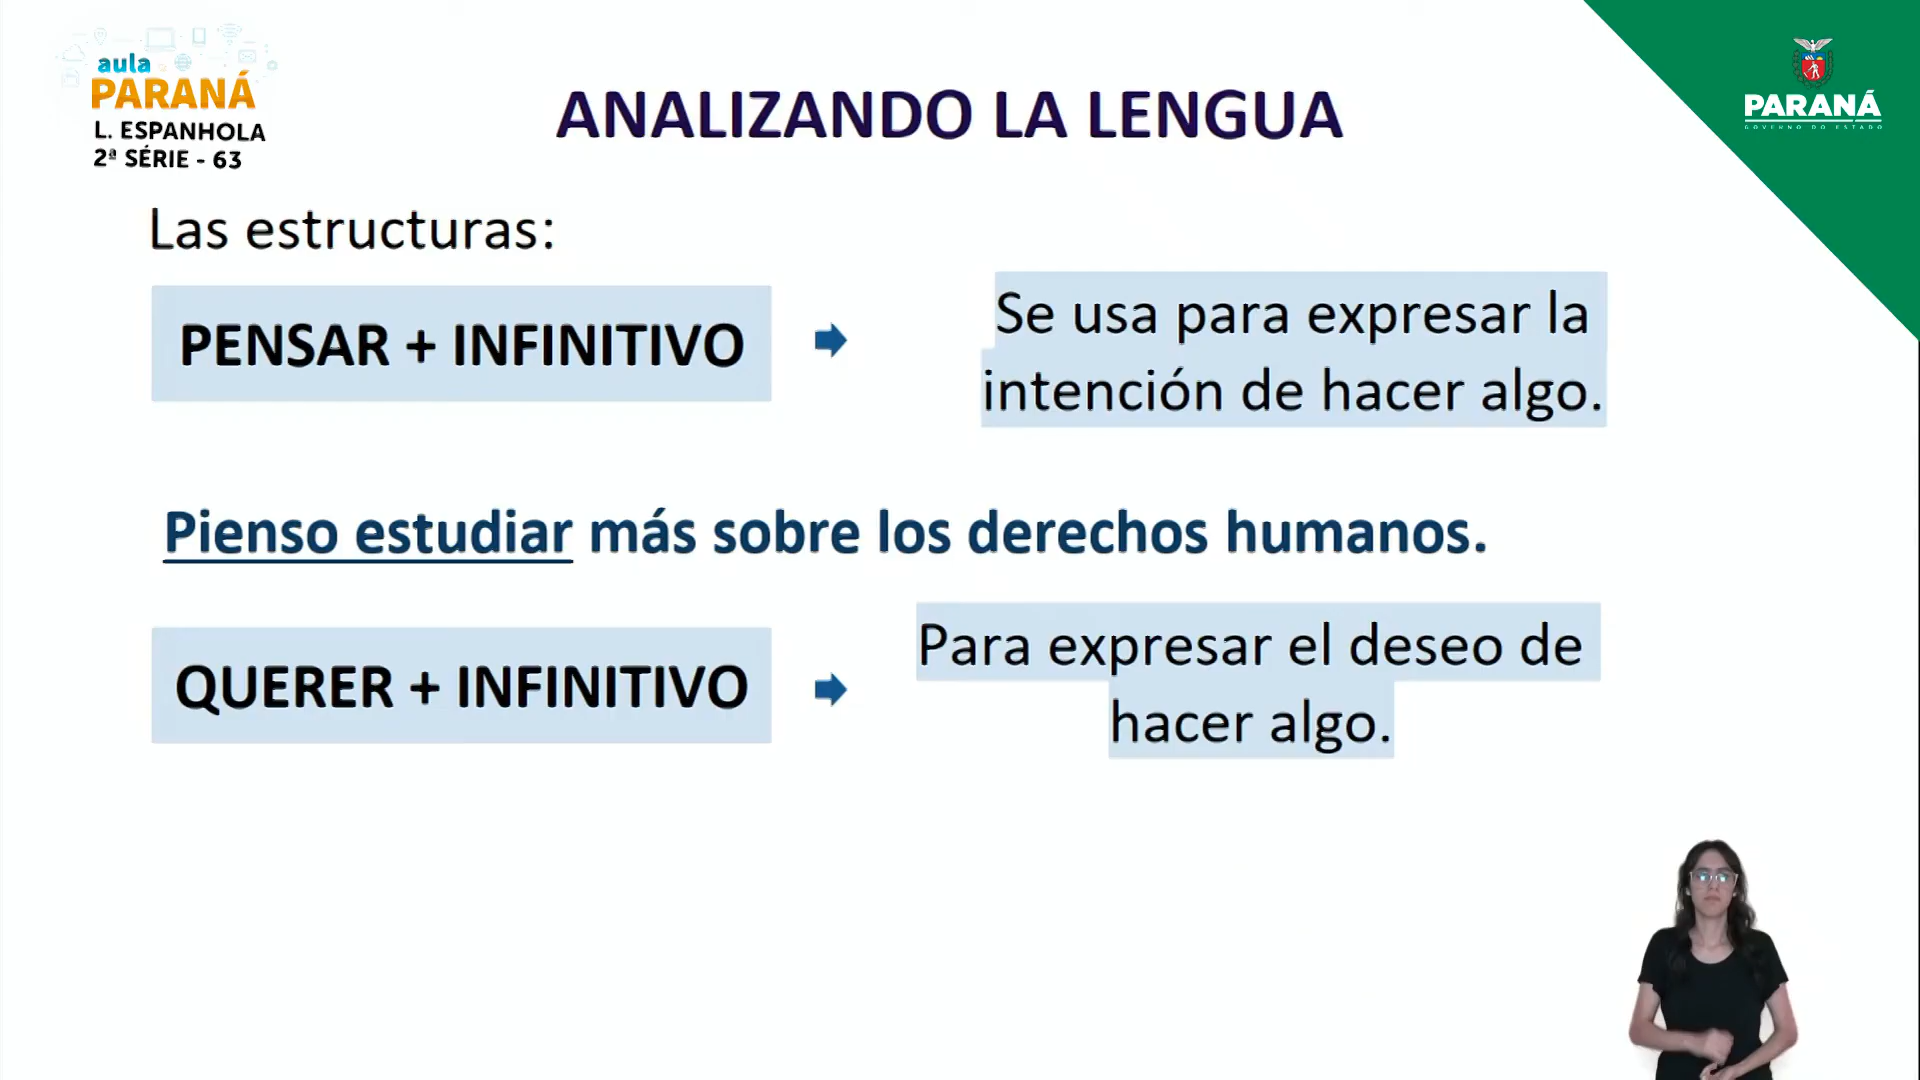 aula
PARANÁ
L. ESPANHOLA
2ª SÉRIE - 63
ANALIZANDO LA LENGUA
PARANÁ
GOVERNO DO ESTADO
Las estructuras:
PENSAR + INFINITIVO
Se usa para expresar la
intención de hacer algo.
Pienso estudiar más sobre los derechos humanos.
QUERER + INFINITIVO
Para expresar el deseo de
hacer algo.